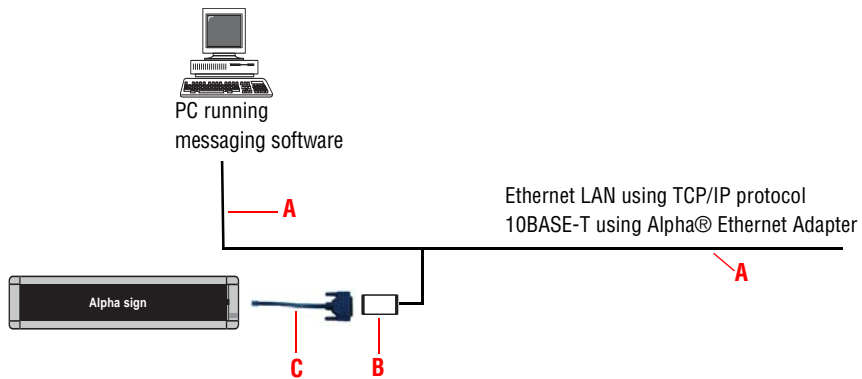 PC running
messaging software
A
Ethernet LAN using TCP/IP protocol
10BASE-T using Alpha® Ethernet Adapter
A
Alpha sign
C
B